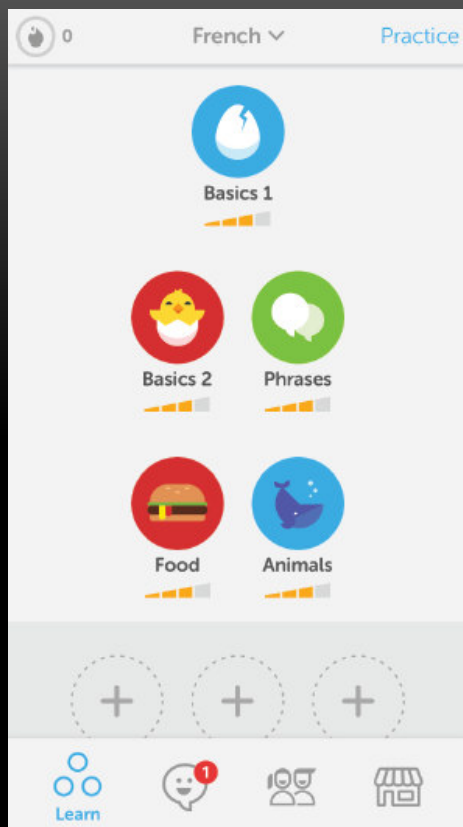 0 French Practice
Basics 1
Basics 2 Phrases
Food Animals
1
Learn